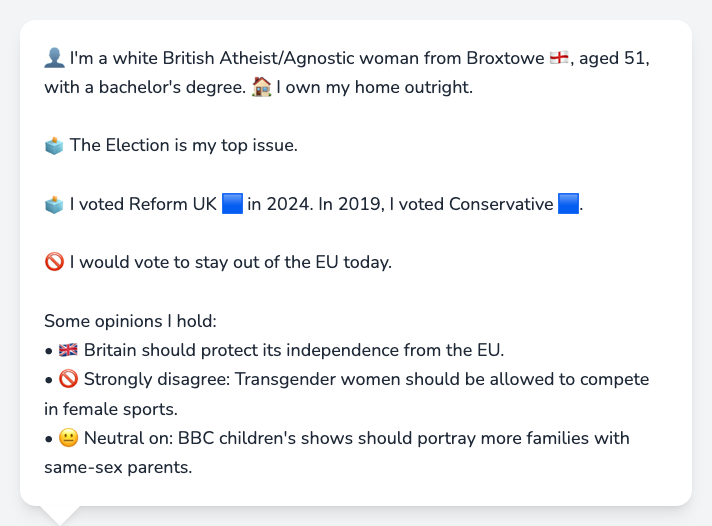 👤 I'm a white British Atheist/Agnostic woman from Broxtowe 🏴󠁧󠁢󠁥󠁮󠁧󠁿, aged 51,
with a bachelor's degree. 🏠 I own my home outright.
🗳️ The Election is my top issue.
🗳️ I voted Reform UK 🟦 in 2024. In 2019, I voted Conservative 🟦.
🚫 I would vote to stay out of the EU today.
Some opinions I hold:
• 🇬🇧 Britain should protect its independence from the EU.
• 🚫 Strongly disagree: Transgender women should be allowed to compete
in female sports.
• 😐 Neutral on: BBC children's shows should portray more families with
same-sex parents.